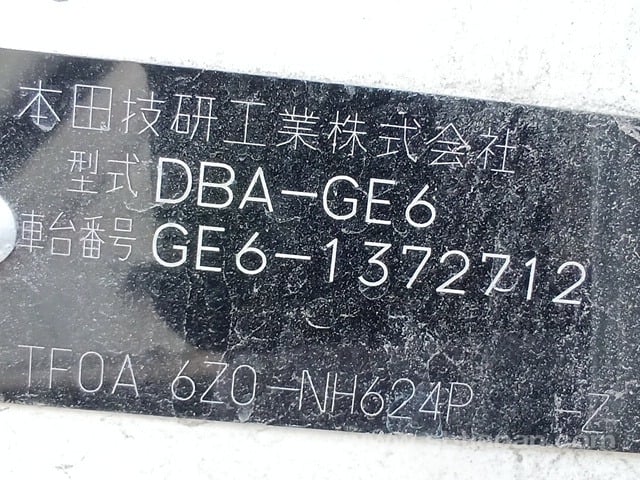 本田技研工業株式会社
型式 DBA-GE6
車台番号 GE6-1372712
TF0A 6Z0-NH624P -Z